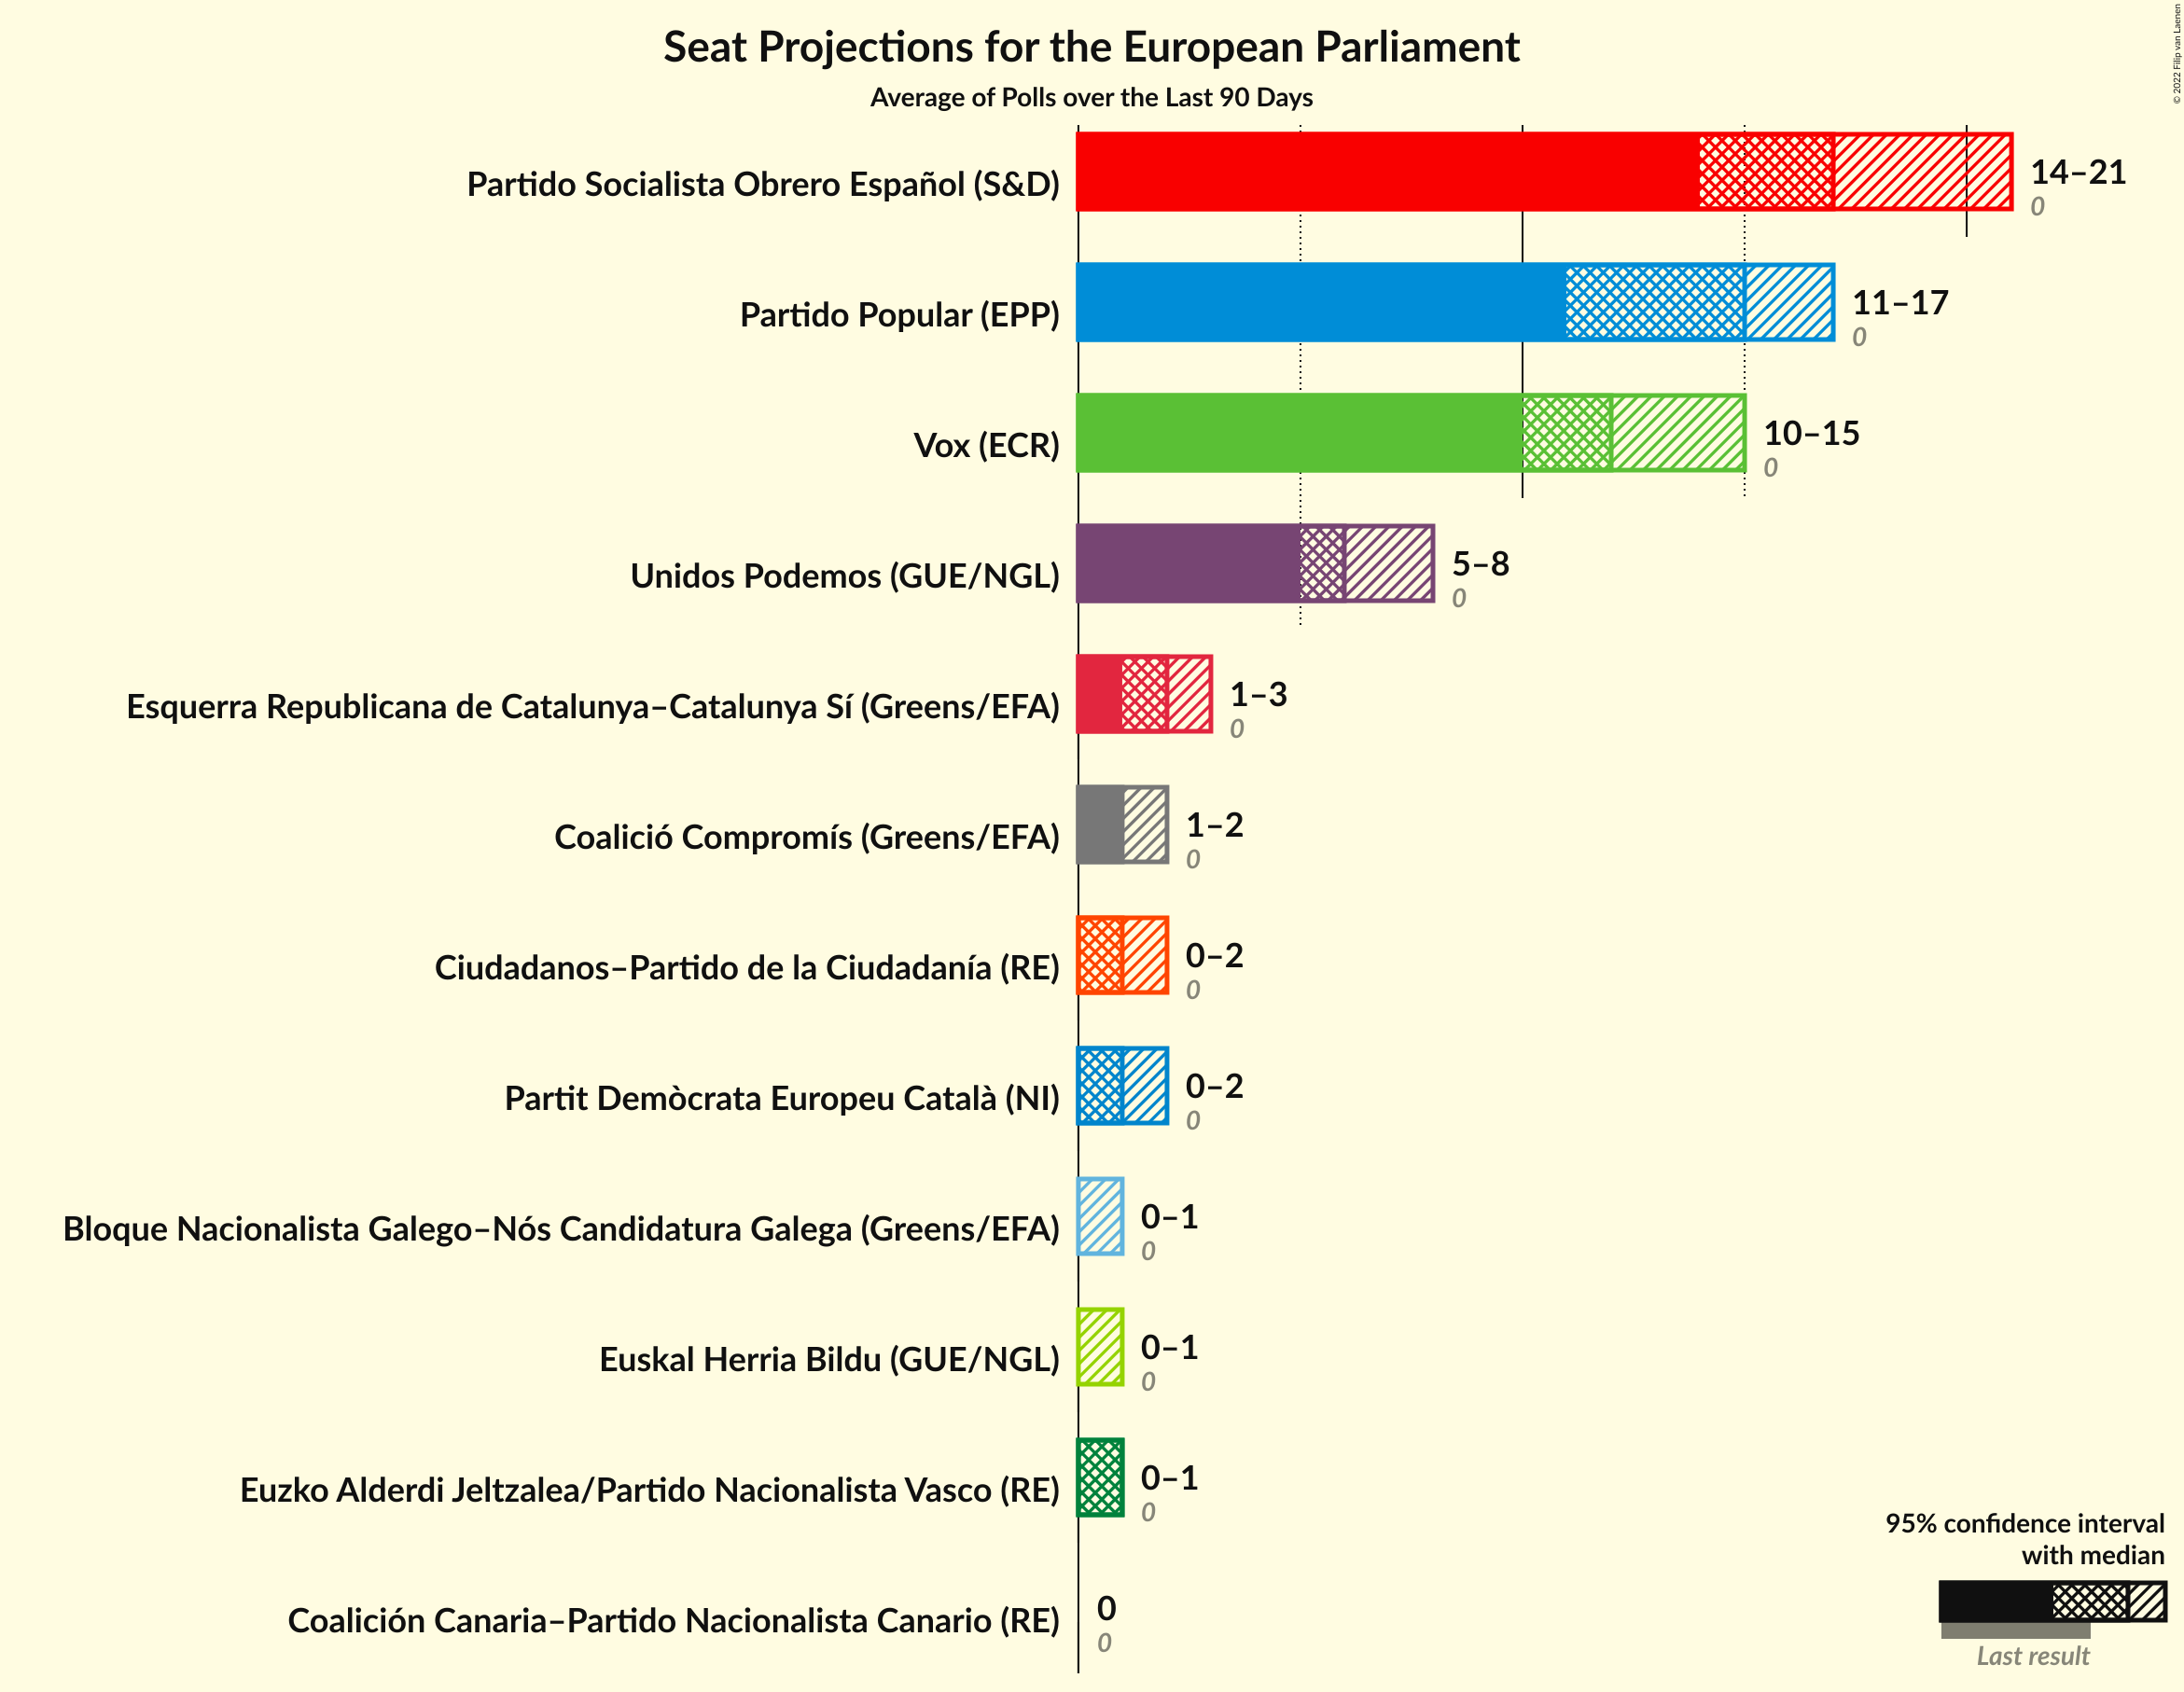 © 2022 Filip van Laenen
Seat Projections for the European Parliament
Average of Polls over the Last 90 Days
Partido Socialista Obrero Español (S&D)
14–21
0
Partido Popular (EPP)
11–17
0
Vox (ECR)
10–15
0
Unidos Podemos (GUE/NGL)
5–8
0
Esquerra Republicana de Catalunya–Catalunya Sí (Greens/EFA)
1–3
0
Coalició Compromís (Greens/EFA)
1–2
0
Ciudadanos–Partido de la Ciudadanía (RE)
0–2
0
Partit Demòcrata Europeu Català (NI)
0–2
0
Bloque Nacionalista Galego–Nós Candidatura Galega (Greens/EFA)
0–1
0
Euskal Herria Bildu (GUE/NGL)
0–1
0
Euzko Alderdi Jeltzalea/Partido Nacionalista Vasco (RE)
0–1
0
Coalición Canaria–Partido Nacionalista Canario (RE)
0
0
95% confidence interval
with median
Last result